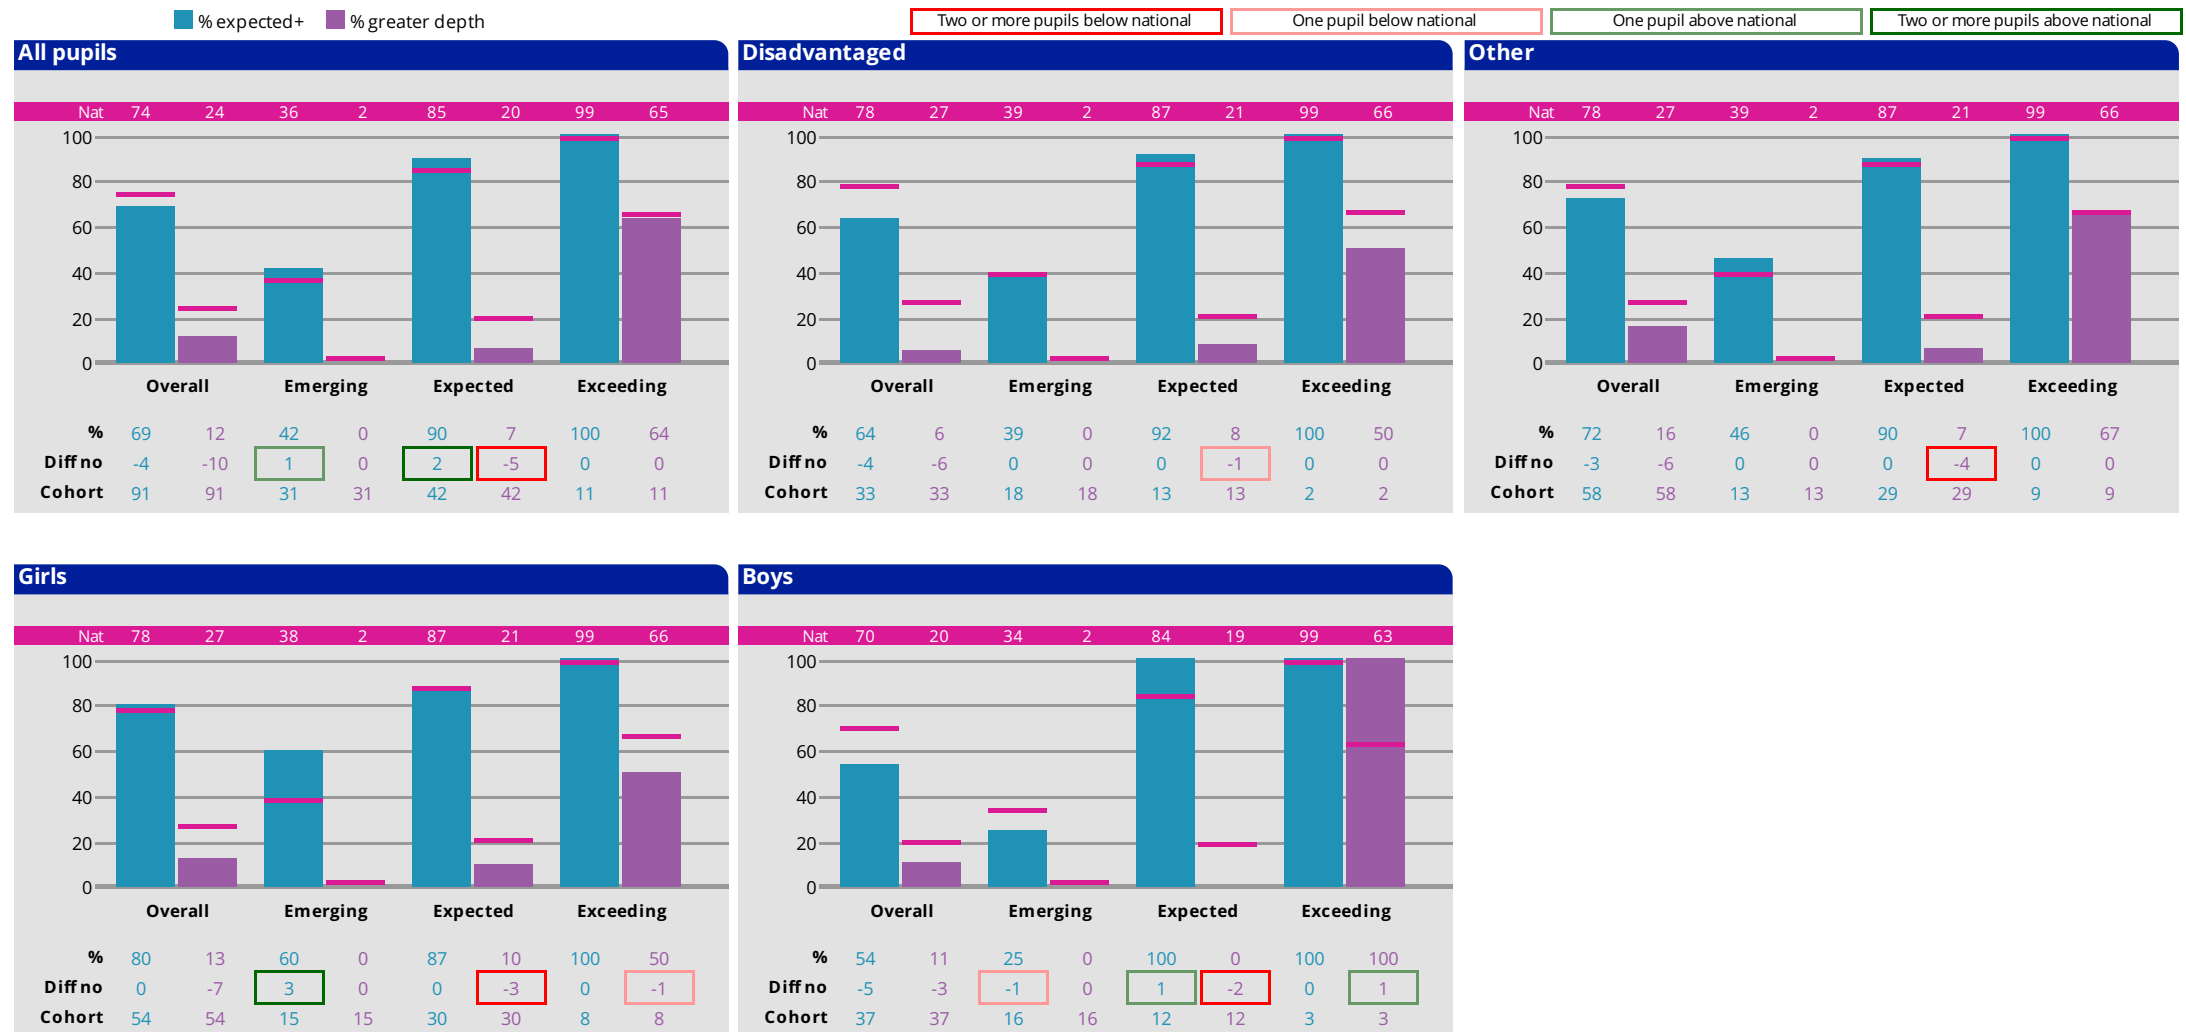 % expected+ % greater depth
Two or more pupils below national One pupil below national One pupil above national Two or more pupils above national
All pupils
Nat 74 24 36 2 85 20 99 65
100
80
60
40
20
0
Overall Emerging Expected Exceeding
% 69 12 42 0 90 7 100 64
Diff no -4 -10 1 0 2 -5 0 0
Cohort 91 91 31 31 42 42 11 11
Disadvantaged
Nat 78 27 39 2 87 21 99 66
100
80
60
40
20
0
Overall Emerging Expected Exceeding
% 64 6 39 0 92 8 100 50
Diff no -4 -6 0 0 0 -1 0 0
Cohort 33 33 18 18 13 13 2 2
Other
Nat 78 27 39 2 87 21 99 66
100
80
60
40
20
0
Overall Emerging Expected Exceeding
% 72 16 46 0 90 7 100 67
Diff no -3 -6 0 0 0 -4 0 0
Cohort 58 58 13 13 29 29 9 9
Girls
Nat 78 27 38 2 87 21 99 66
100
80
60
40
20
0
Overall Emerging Expected Exceeding
% 80 13 60 0 87 10 100 50
Diff no 0 -7 3 0 0 -3 0 -1
Cohort 54 54 15 15 30 30 8 8
Boys
Nat 70 20 34 2 84 19 99 63
100
80
60
40
20
0
Overall Emerging Expected Exceeding
% 54 11 25 0 100 0 100 100
Diff no -5 -3 -1 0 1 -2 0 1
Cohort 37 37 16 16 12 12 3 3